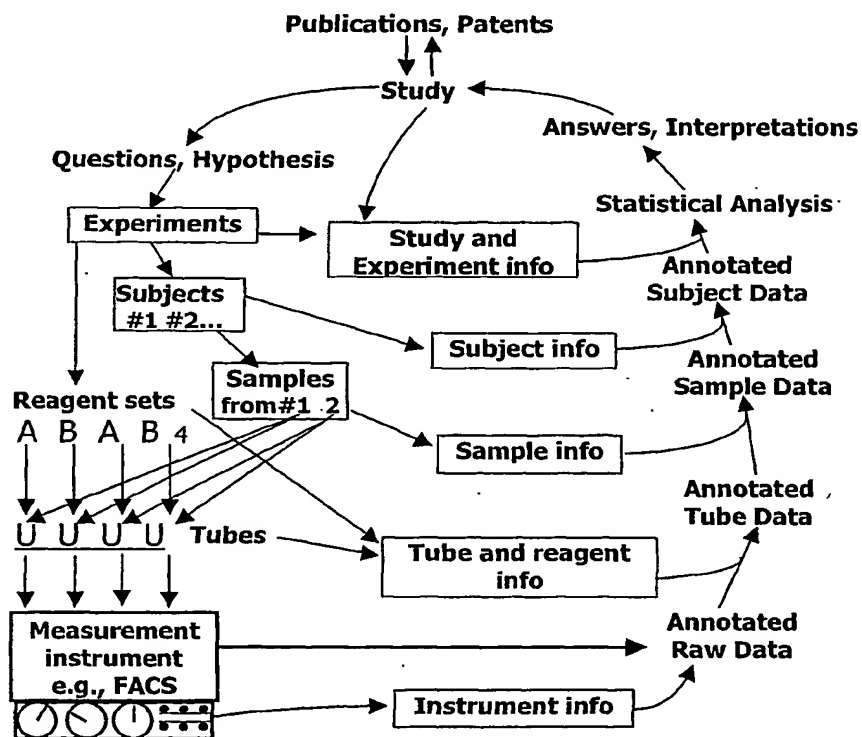 Publications, Patents
Study
Answers, Interpretations
Questions, Hypothesis
Statistical Analysis
Experiments
Study and
Experiment info
Annotated
Subject Data
Subjects
#1 #2...
Subject info
Annotated
Sample Data
Samples
from#1 2
Reagent sets
A B A B 4
Sample info
Annotated
Tube Data
U U U U Tubes
Tube and reagent
info
Annotated
Raw Data
Measurement
instrument
e.g., FACS
Instrument info